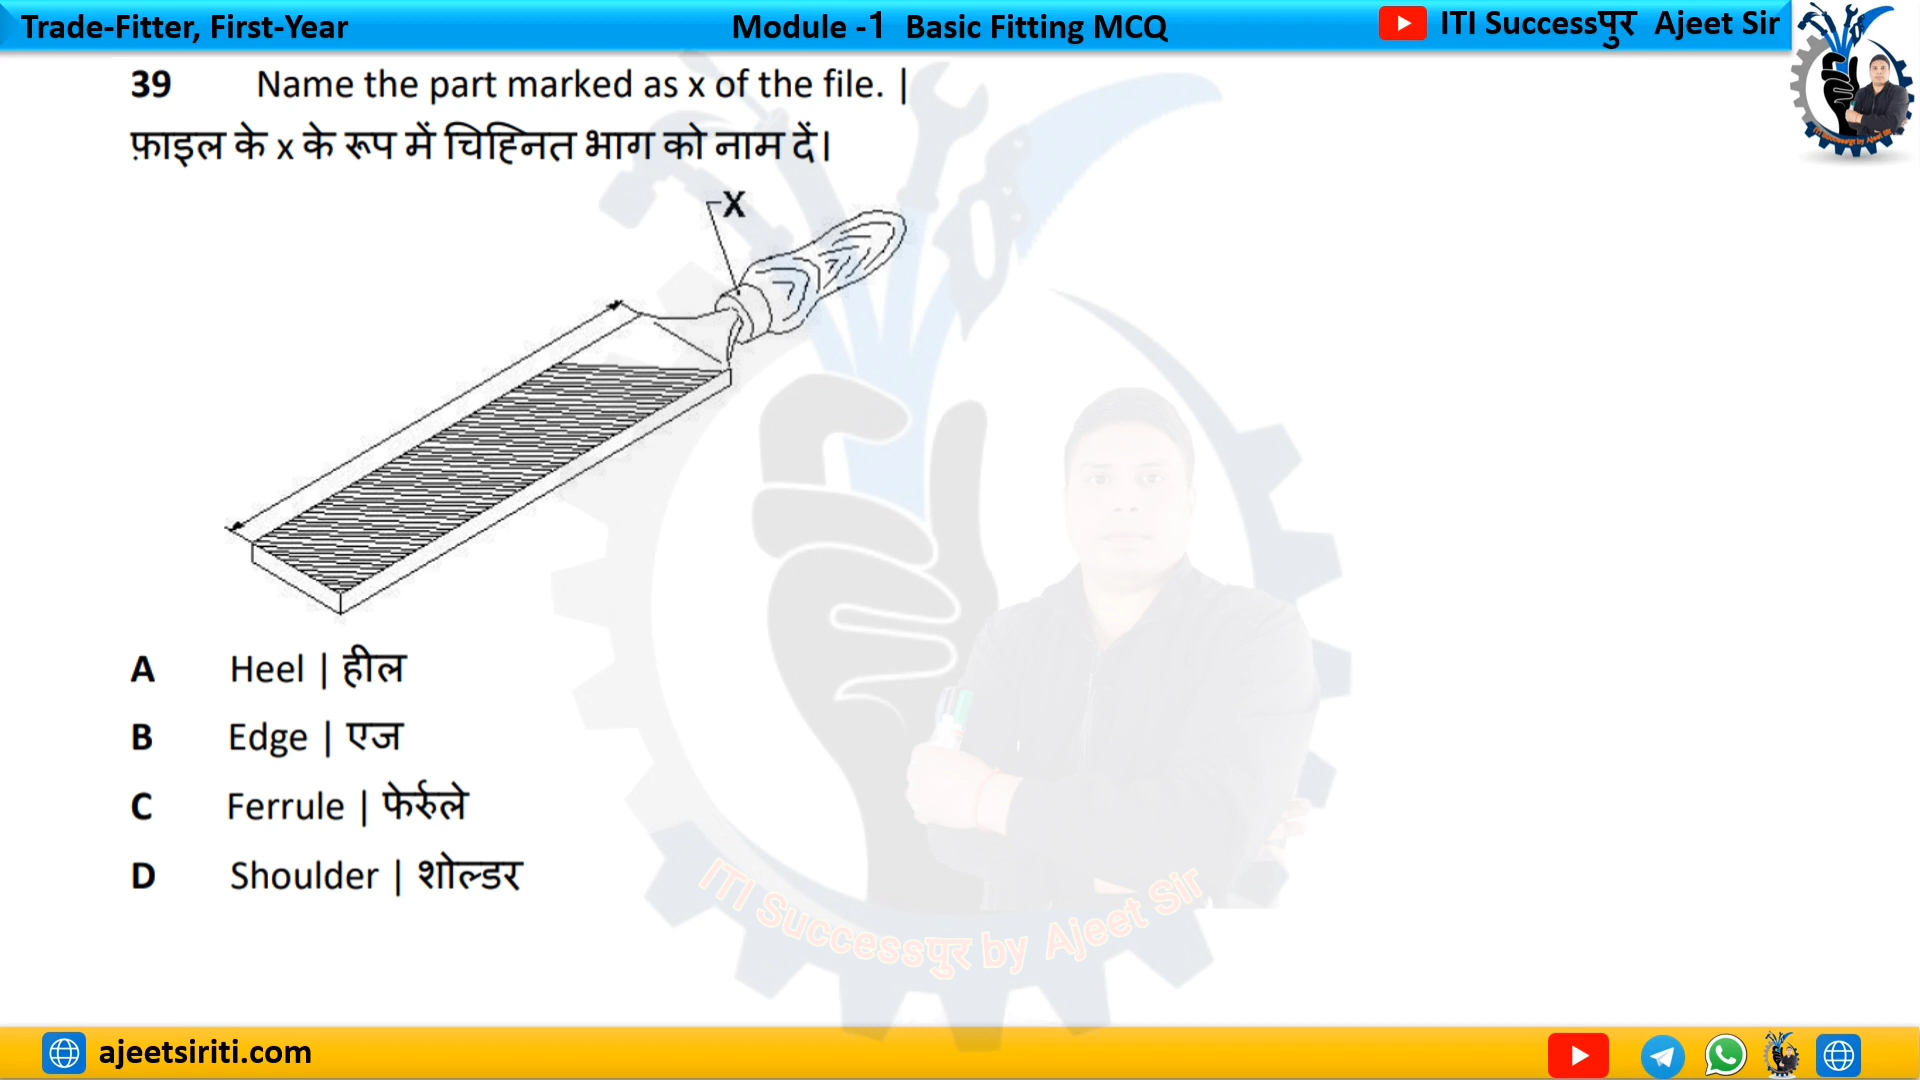 Trade-Fitter, First-Year
Module -1 Basic Fitting MCQ
ITI Successपुर Ajeet Sir
39 Name the part marked as x of the file. |
फ़ाइल के x के रूप में चिह्नित भाग को नाम दें।
X
A Heel | हील
B Edge | एज
C Ferrule | फेर्रुले
D Shoulder | शोल्डर
ITI Successपुर by Ajeet Sir
ajeetsiriti.com